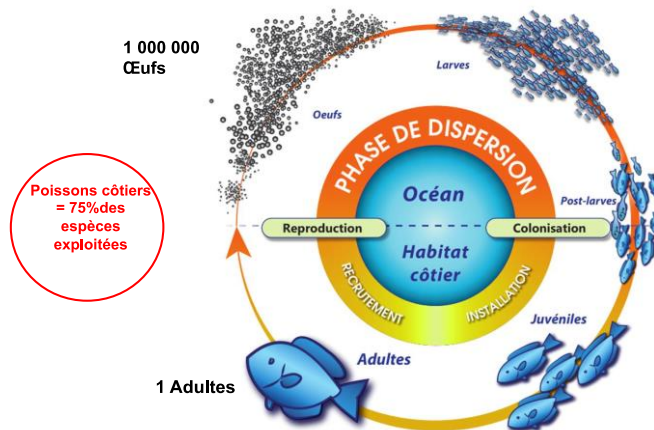 1 000 000
Œufs
Larves
Oeufs
PHASE DE DISPERSION
Poissons côtiers
= 75%des
espèces
exploitées
Océan
Post-larves
Reproduction
Colonisation
Habitat
côtier
RECRUTEMENT
INSTALLATION
Juvéniles
Adultes
1 Adultes